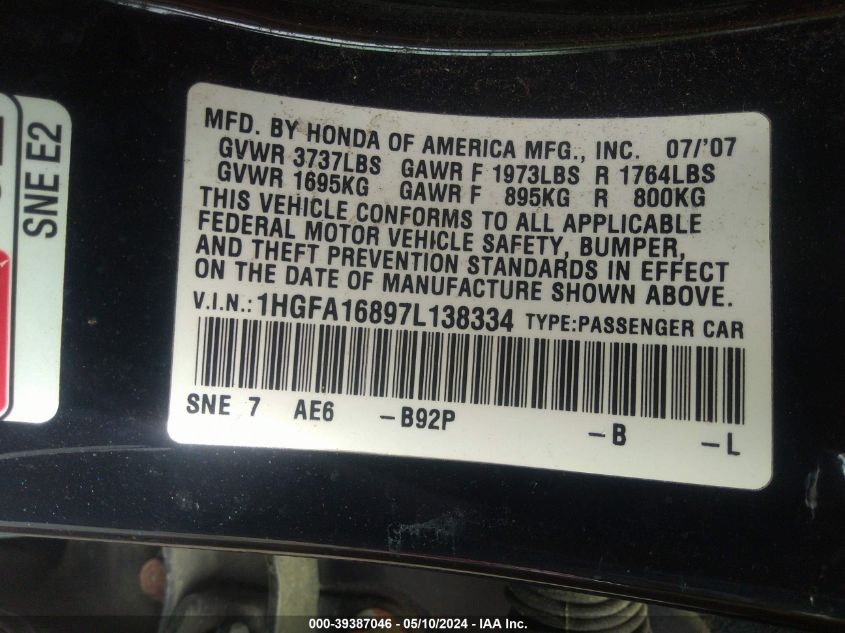 SNE E2
MFD. BY HONDA OF AMERICA MFG., INC. 07/'07
GVWR 3737LBS GAWR F 1973LBS R 1764LBS
GVWR 1695KG GAWR F 895KG R 800KG
THIS VEHICLE CONFORMS TO ALL APPLICABLE
FEDERAL MOTOR VEHICLE SAFETY, BUMPER,
AND THEFT PREVENTION STANDARDS IN EFFECT
ON THE DATE OF MANUFACTURE SHOWN ABOVE.
V.I.N.: 1HGFA16897L138334 TYPE:PASSENGER CAR
SNE 7 AE6 -B92P -B -L
000-39387046 - 05/10/2024 - IAA Inc.